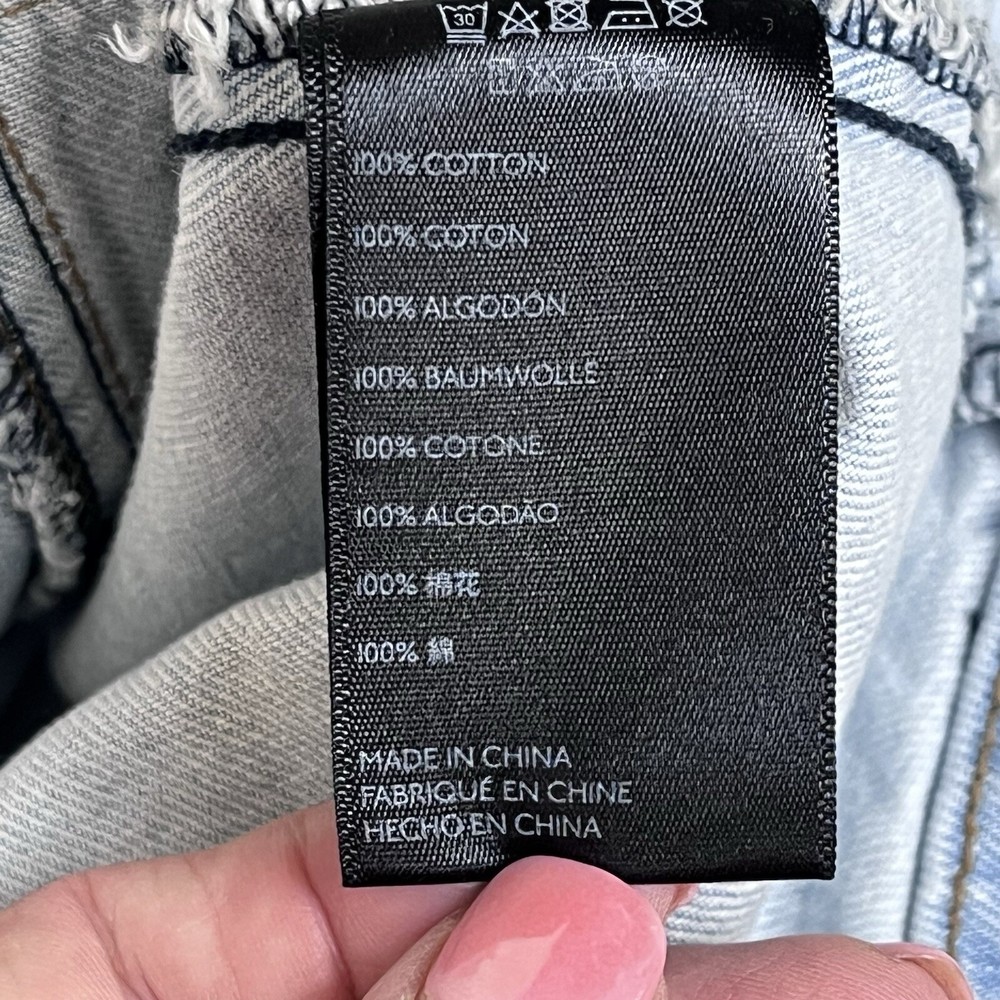 30
100% COTTON
100% COTON
100% ALGODÓN
100% BAUMWOLLE
100% COTONE
100% ALGODÃO
100% 棉花
100% 綿
MADE IN CHINA
FABRIQUÉ EN CHINE
HECHO EN CHINA